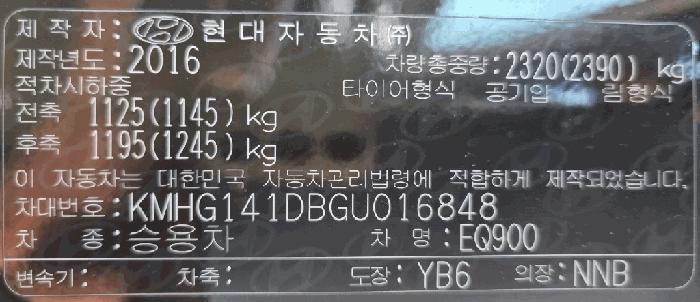 제 작 자 : HYUNDAI 현대자동차㈜
제작년도 : 2016 차량총중량 : 2320(2390) kg
적차시하중 타이어형식 공기압 림형식
전축 1125(1145) kg
후축 1195(1245) kg
이 자동차는 대한민국 자동차관리법령에 적합하게 제작되었습니다.
차대번호 : KMHG141DBGU016848
차 종 : 승용차 차 명 : EQ900
변속기 : 차축 : 도장 : YB6 의장 : NNB